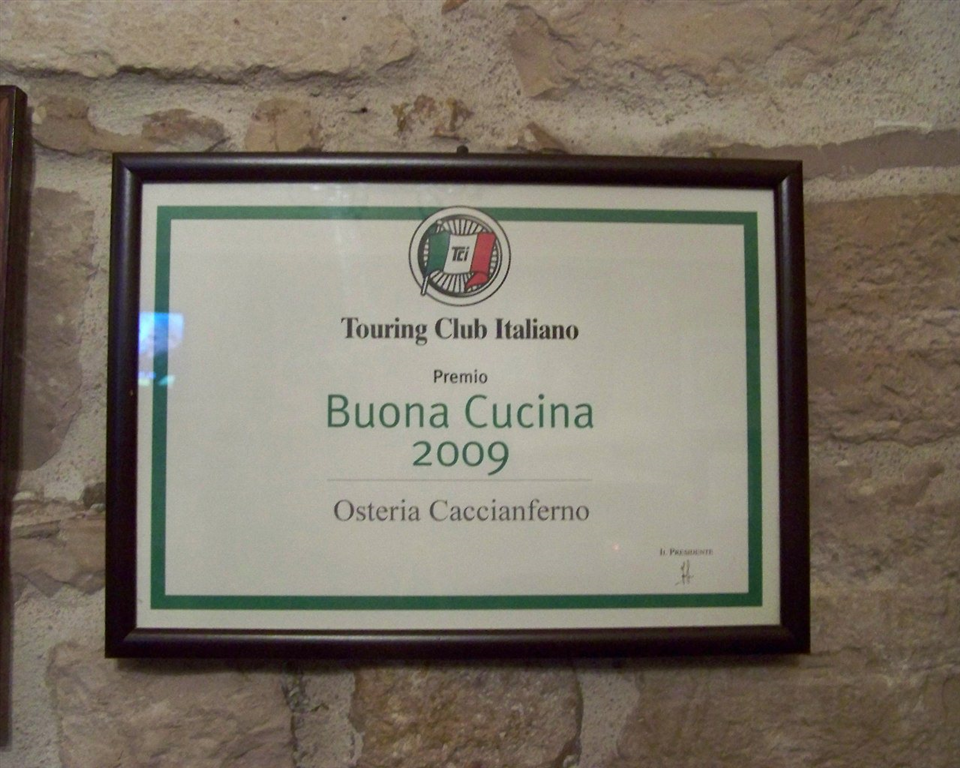 TCi
Touring Club Italiano
Premio
Buona Cucina
2009
Osteria Caccianferno
Il Presidente